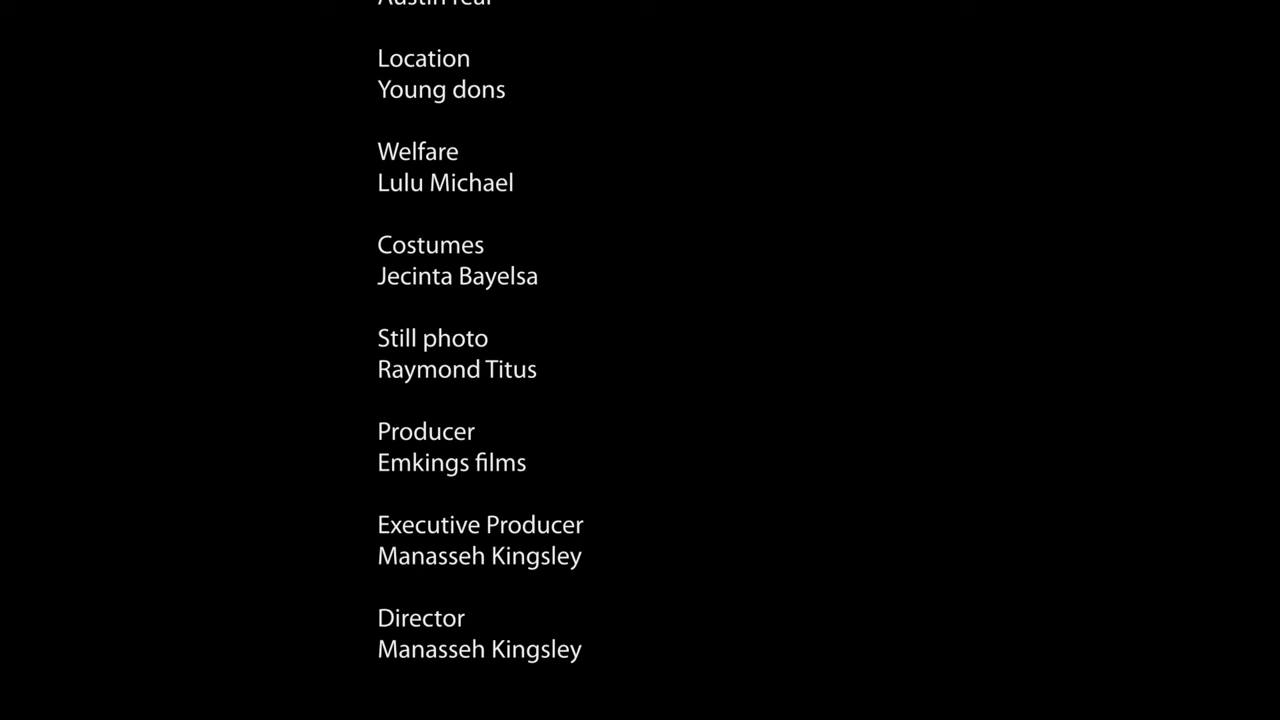 Location
Young dons
Welfare
Lulu Michael
Costumes
Jecinta Bayelsa
Still photo
Raymond Titus
Producer
Emkings films
Executive Producer
Manasseh Kingsley
Director
Manasseh Kingsley